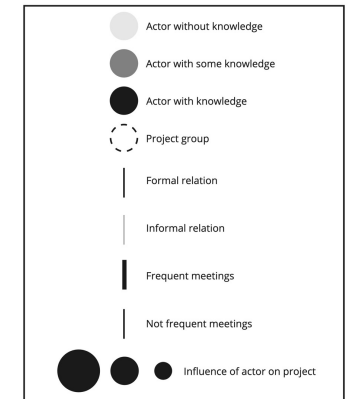 Actor without knowledge
Actor with some knowledge
Actor with knowledge
Project group
Formal relation
Informal relation
Frequent meetings
Not frequent meetings
Influence of actor on project